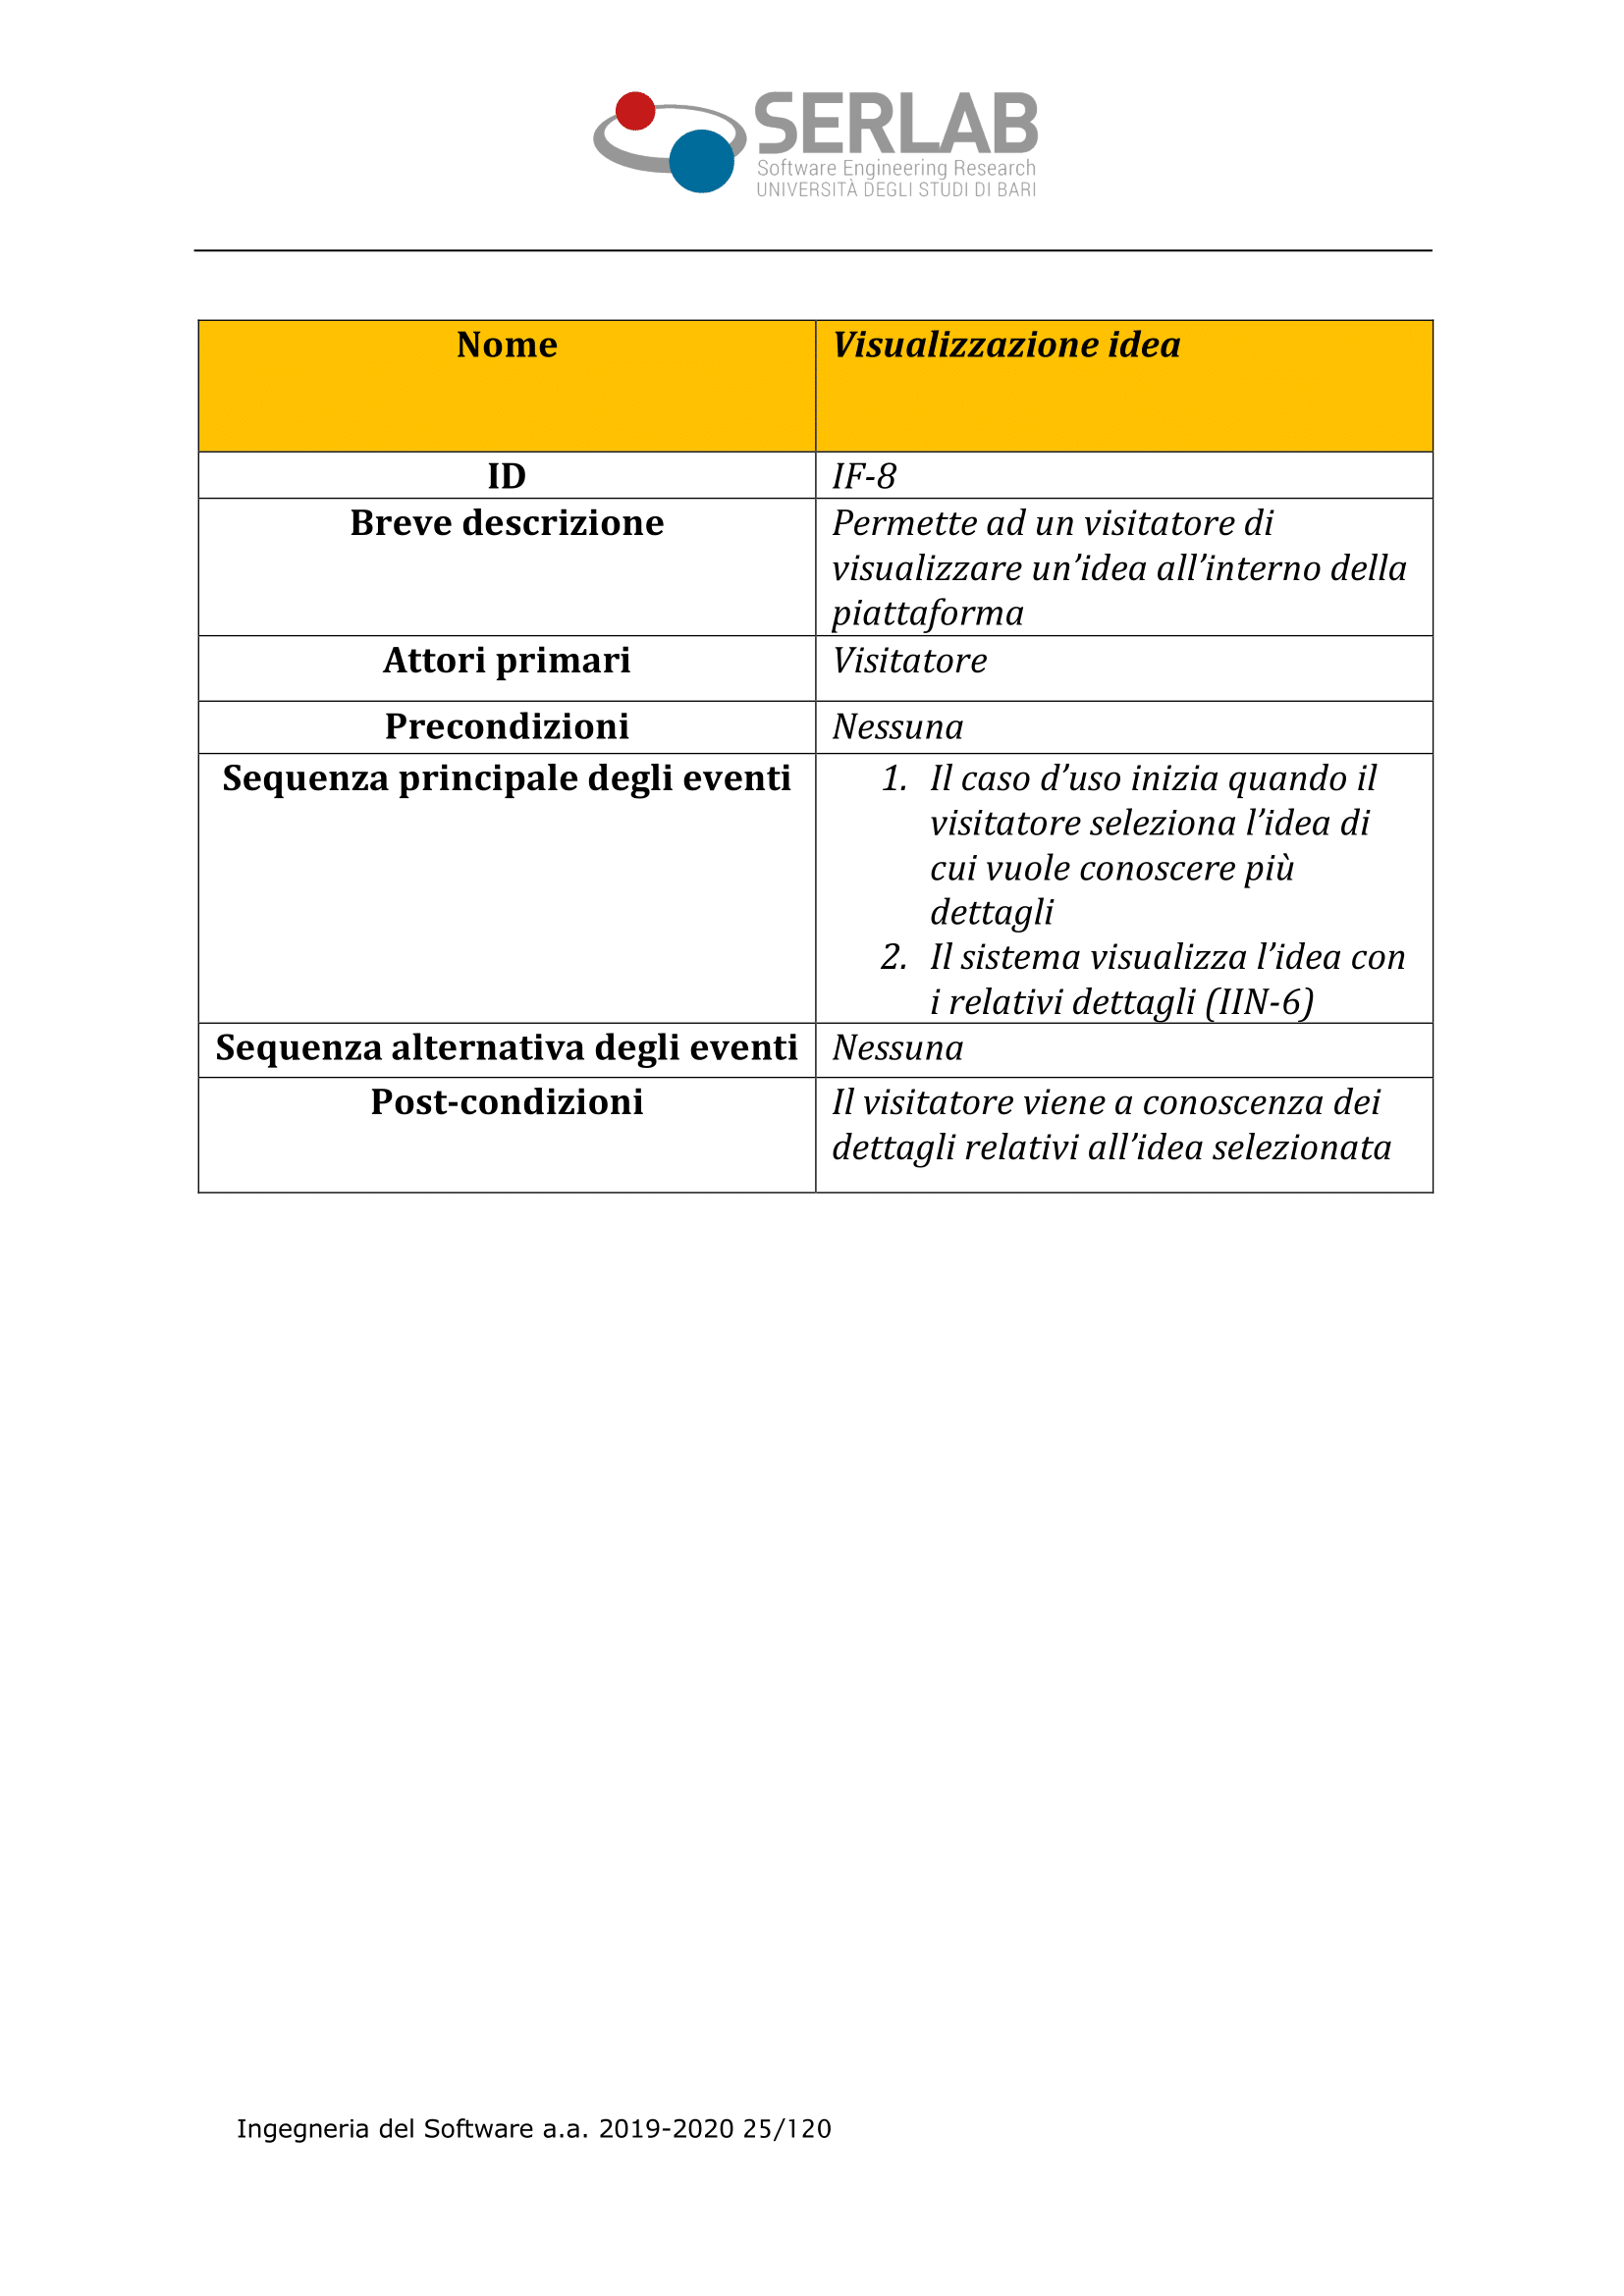 SERLAB
Software Engineering Research
UNIVERSITÀ DEGLI STUDI DI BARI
Nome
Visualizzazione idea
ID
IF-8
Breve descrizione
Permette ad un visitatore di
visualizzare un’idea all’interno della
piattaforma
Attori primari
Visitatore
Precondizioni
Nessuna
Sequenza principale degli eventi
1. Il caso d’uso inizia quando il
visitatore seleziona l’idea di
cui vuole conoscere più
dettagli
2. Il sistema visualizza l’idea con
i relativi dettagli (IIN-6)
Sequenza alternativa degli eventi
Nessuna
Post-condizioni
Il visitatore viene a conoscenza dei
dettagli relativi all’idea selezionata
Ingegneria del Software a.a. 2019-2020 25/120